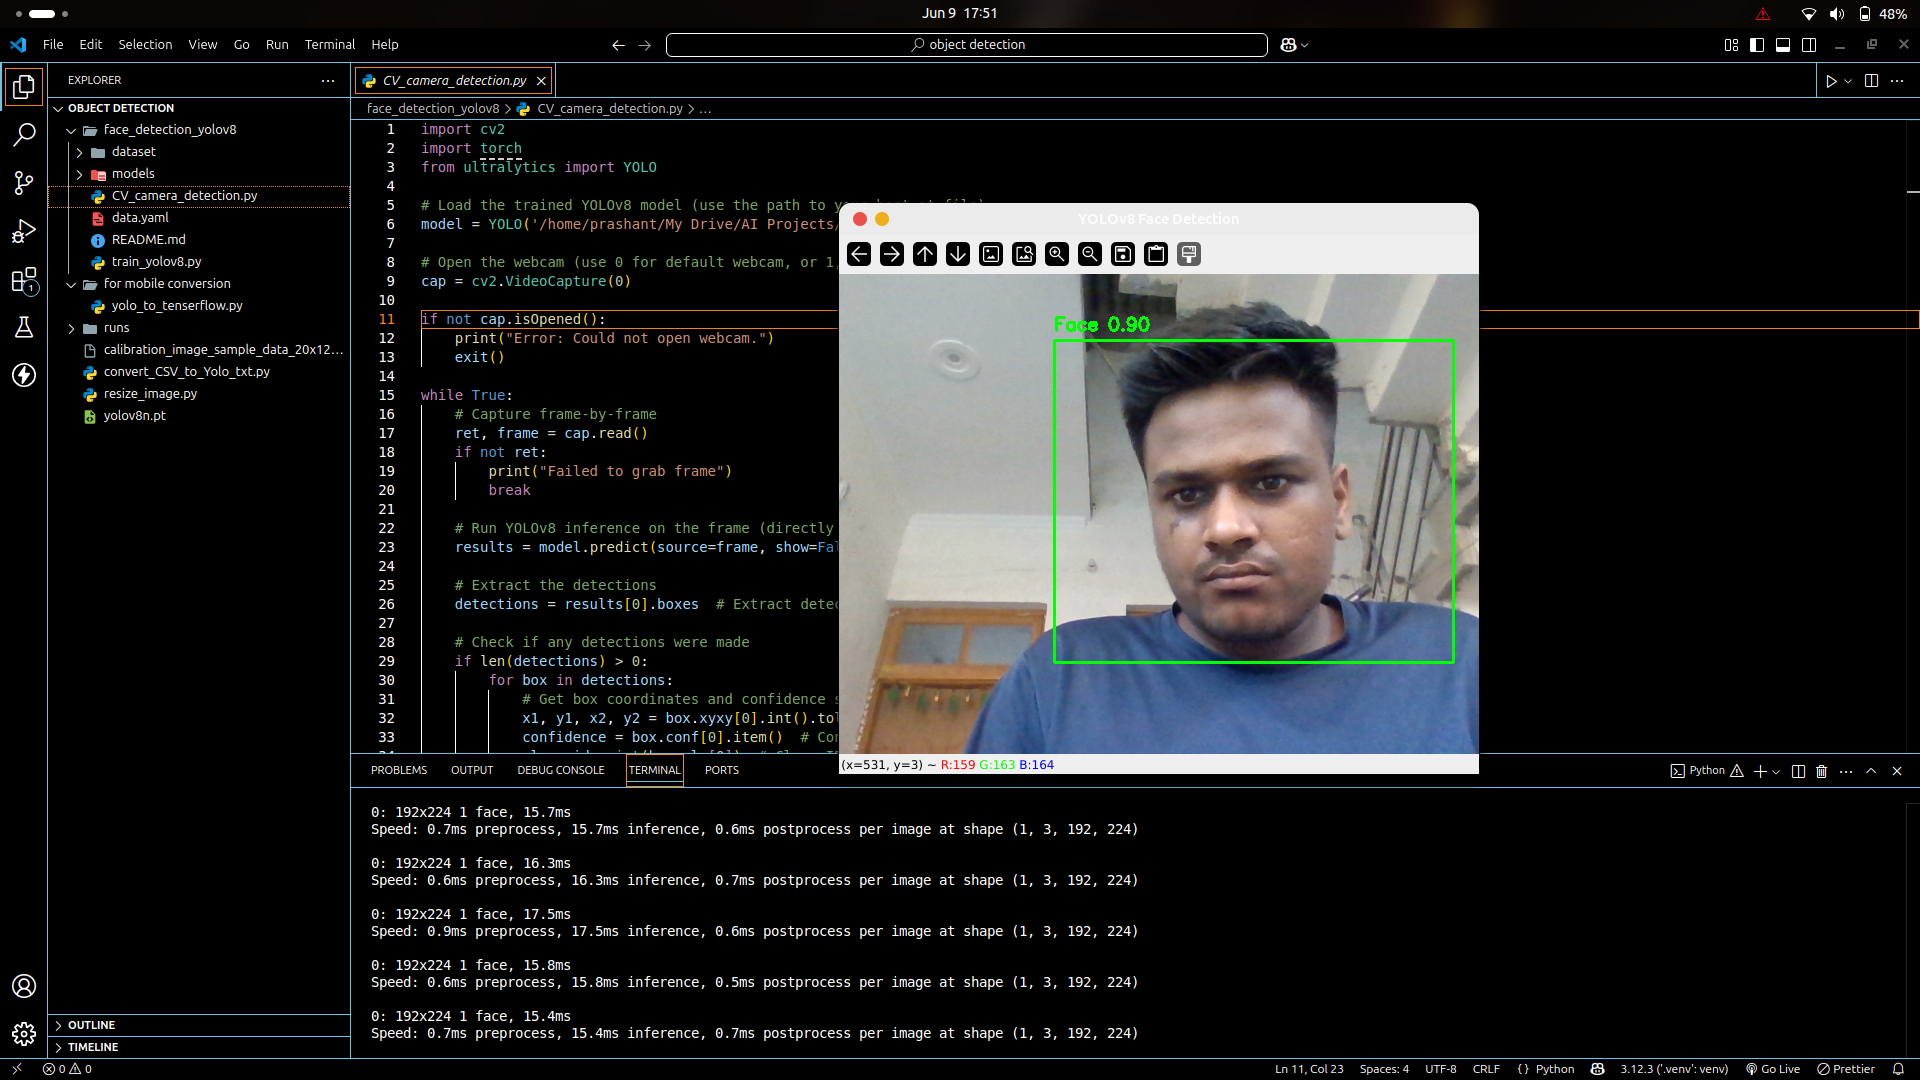 Jun 9 17:51
48%
File Edit Selection View Go Run Terminal Help
object detection
EXPLORER
OBJECT DETECTION
face_detection_yolov8
dataset
models
CV_camera_detection.py
data.yaml
README.md
train_yolov8.py
for mobile conversion
yolo_to_tenserflow.py
runs
calibration_image_sample_data_20x12...
convert_CSV_to_Yolo_txt.py
resize_image.py
yolov8n.pt
1
OUTLINE
TIMELINE
CV_camera_detection.py
face_detection_yolov8 > CV_camera_detection.py > ...
1 import cv2
2 import torch
3 from ultralytics import YOLO
4
5 # Load the trained YOLOv8 model (use the path to
6 model = YOLO('/home/prashant/My Drive/AI Projects/
7
8 # Open the webcam (use 0 for default webcam, or 1,
9 cap = cv2.VideoCapture(0)
10
11 if not cap.isOpened():
12 print("Error: Could not open webcam.")
13 exit()
14
15 while True:
16 # Capture frame-by-frame
17 ret, frame = cap.read()
18 if not ret:
19 print("Failed to grab frame")
20 break
21
22 # Run YOLOv8 inference on the frame (directly
23 results = model.predict(source=frame, show=Fal
24
25 # Extract the detections
26 detections = results[0].boxes # Extract detec
27
28 # Check if any detections were made
29 if len(detections) > 0:
30 for box in detections:
31 # Get box coordinates and confidence s
32 x1, y1, x2, y2 = box.xyxy[0].int().tol
33 confidence = box.conf[0].item() # Con
YOLOv8 Face Detection
Face 0.90
(x=531, y=3) ~ R:159 G:163 B:164
PROBLEMS OUTPUT DEBUG CONSOLE TERMINAL PORTS
Python
0: 192x224 1 face, 15.7ms
Speed: 0.7ms preprocess, 15.7ms inference, 0.6ms postprocess per image at shape (1, 3, 192, 224)
0: 192x224 1 face, 16.3ms
Speed: 0.6ms preprocess, 16.3ms inference, 0.7ms postprocess per image at shape (1, 3, 192, 224)
0: 192x224 1 face, 17.5ms
Speed: 0.9ms preprocess, 17.5ms inference, 0.6ms postprocess per image at shape (1, 3, 192, 224)
0: 192x224 1 face, 15.8ms
Speed: 0.6ms preprocess, 15.8ms inference, 0.5ms postprocess per image at shape (1, 3, 192, 224)
0: 192x224 1 face, 15.4ms
Speed: 0.7ms preprocess, 15.4ms inference, 0.7ms postprocess per image at shape (1, 3, 192, 224)
0 0
Ln 11, Col 23 Spaces: 4 UTF-8 CRLF { } Python 3.12.3 ('.venv': venv) Go Live Prettier